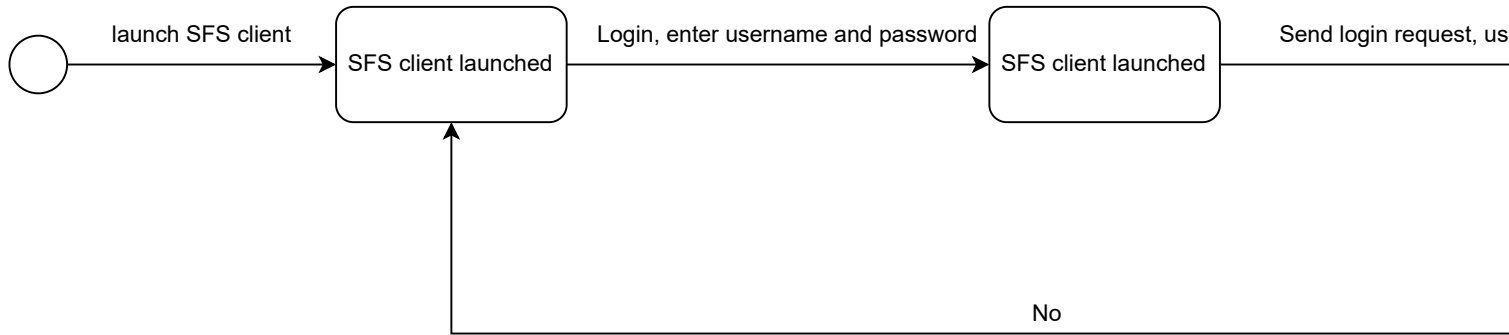 launch SFS client
SFS client launched
Login, enter username and password
SFS client launched
Send login request, us
No